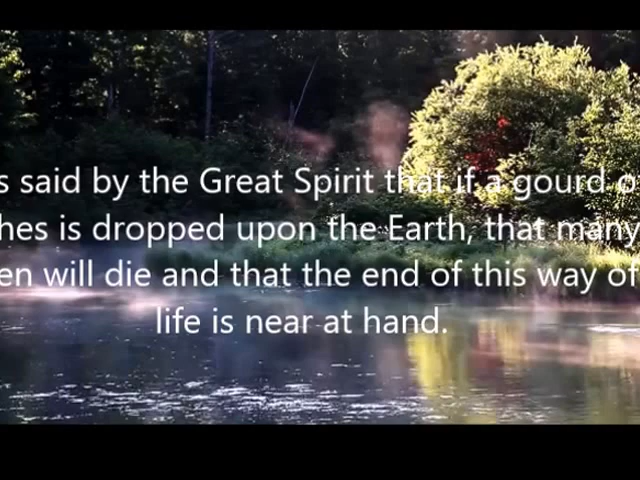 s said by the Great Spirit that if a gourd o
hes is dropped upon the Earth, that many
en will die and that the end of this way of
life is near at hand.